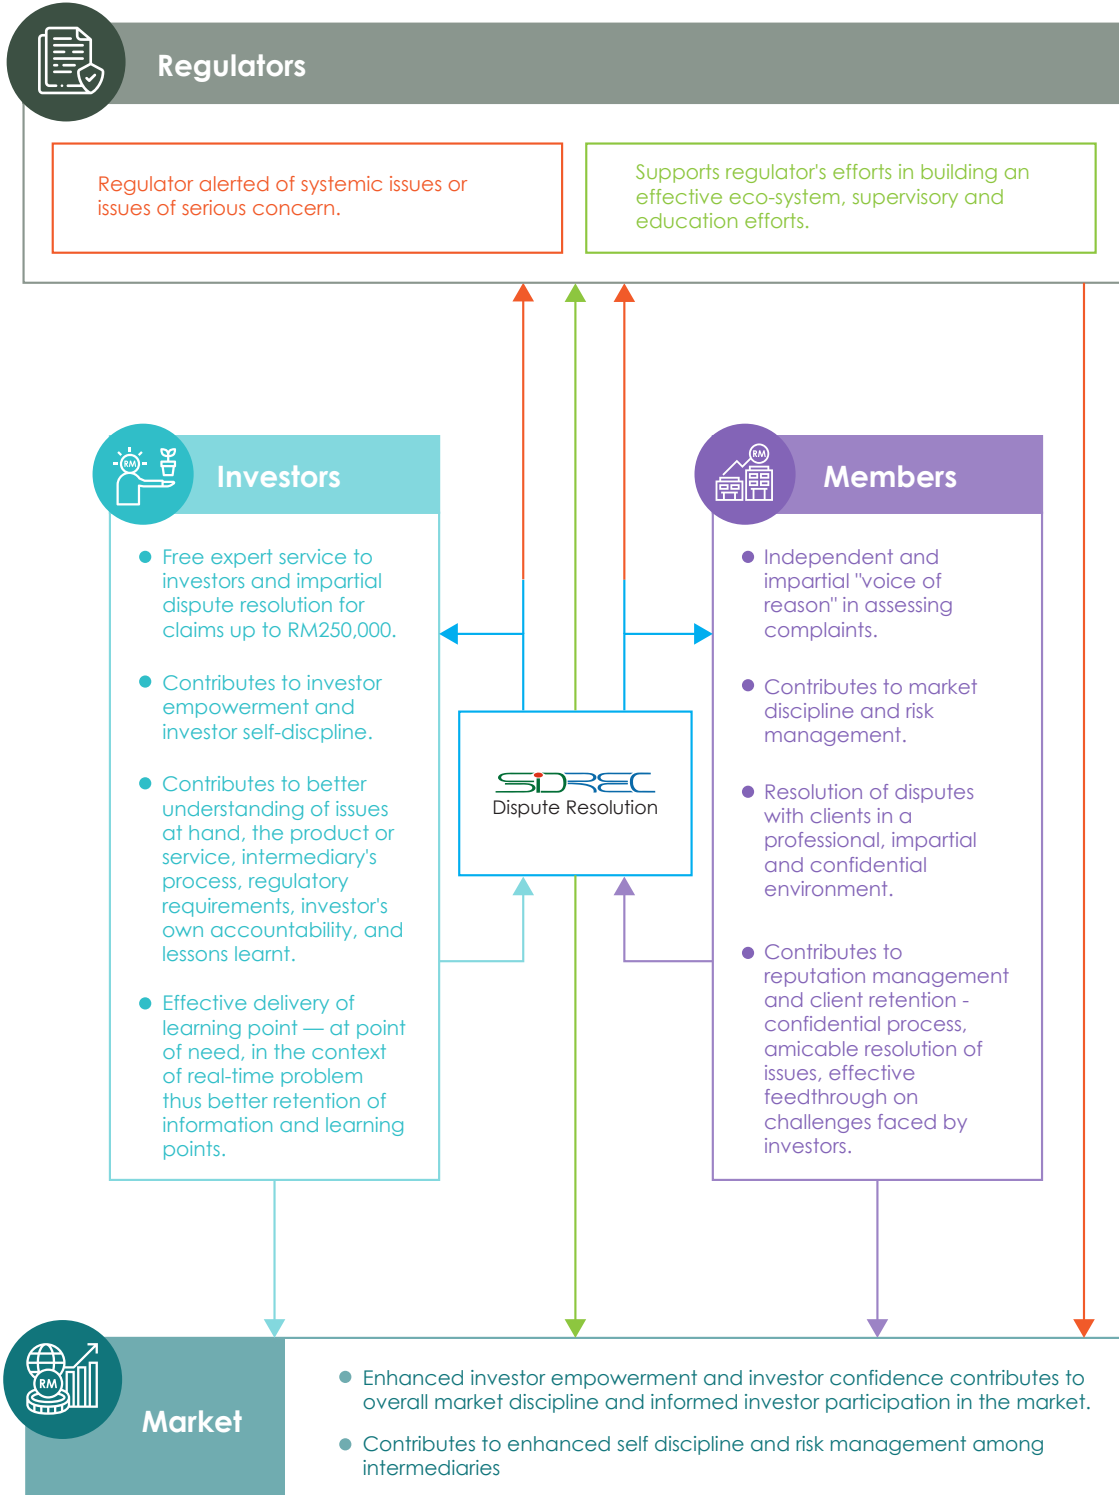 Regulators
Regulator alerted of systemic issues or
issues of serious concern.
Supports regulator's efforts in building an
effective eco-system, supervisory and
education efforts.
RM
Investors
Free expert service to
investors and impartial
dispute resolution for
claims up to RM250,000.
Contributes to investor
empowerment and
investor self-discpline.
Contributes to better
understanding of issues
at hand, the product or
service, intermediary's
process, regulatory
requirements, investor's
own accountability, and
lessons learnt.
Effective delivery of
learning point — at point
of need, in the context
of real-time problem
thus better retention of
information and learning
points.
SiDREC
Dispute Resolution
RM
Members
Independent and
impartial "voice of
reason" in assessing
complaints.
Contributes to market
discipline and risk
management.
Resolution of disputes
with clients in a
professional, impartial
and confidential
environment.
Contributes to
reputation management
and client retention -
confidential process,
amicable resolution of
issues, effective
feedthrough on
challenges faced by
investors.
RM
Market
Enhanced investor empowerment and investor confidence contributes to
overall market discipline and informed investor participation in the market.
Contributes to enhanced self discipline and risk management among
intermediaries